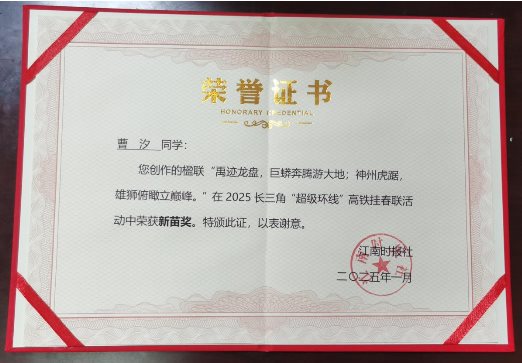 荣誉证书
HONORARY CREDENTIAL
曹 汐 同学：
您创作的楹联“禹迹龙盘，巨蟒奔腾游大地；神州虎踞，
雄狮俯瞰立巅峰。”在 2025 长三角“超级环线”高铁挂春联活
动中荣获新苗奖。特颁此证，以表谢意。
江南时报社
二〇二五年一月